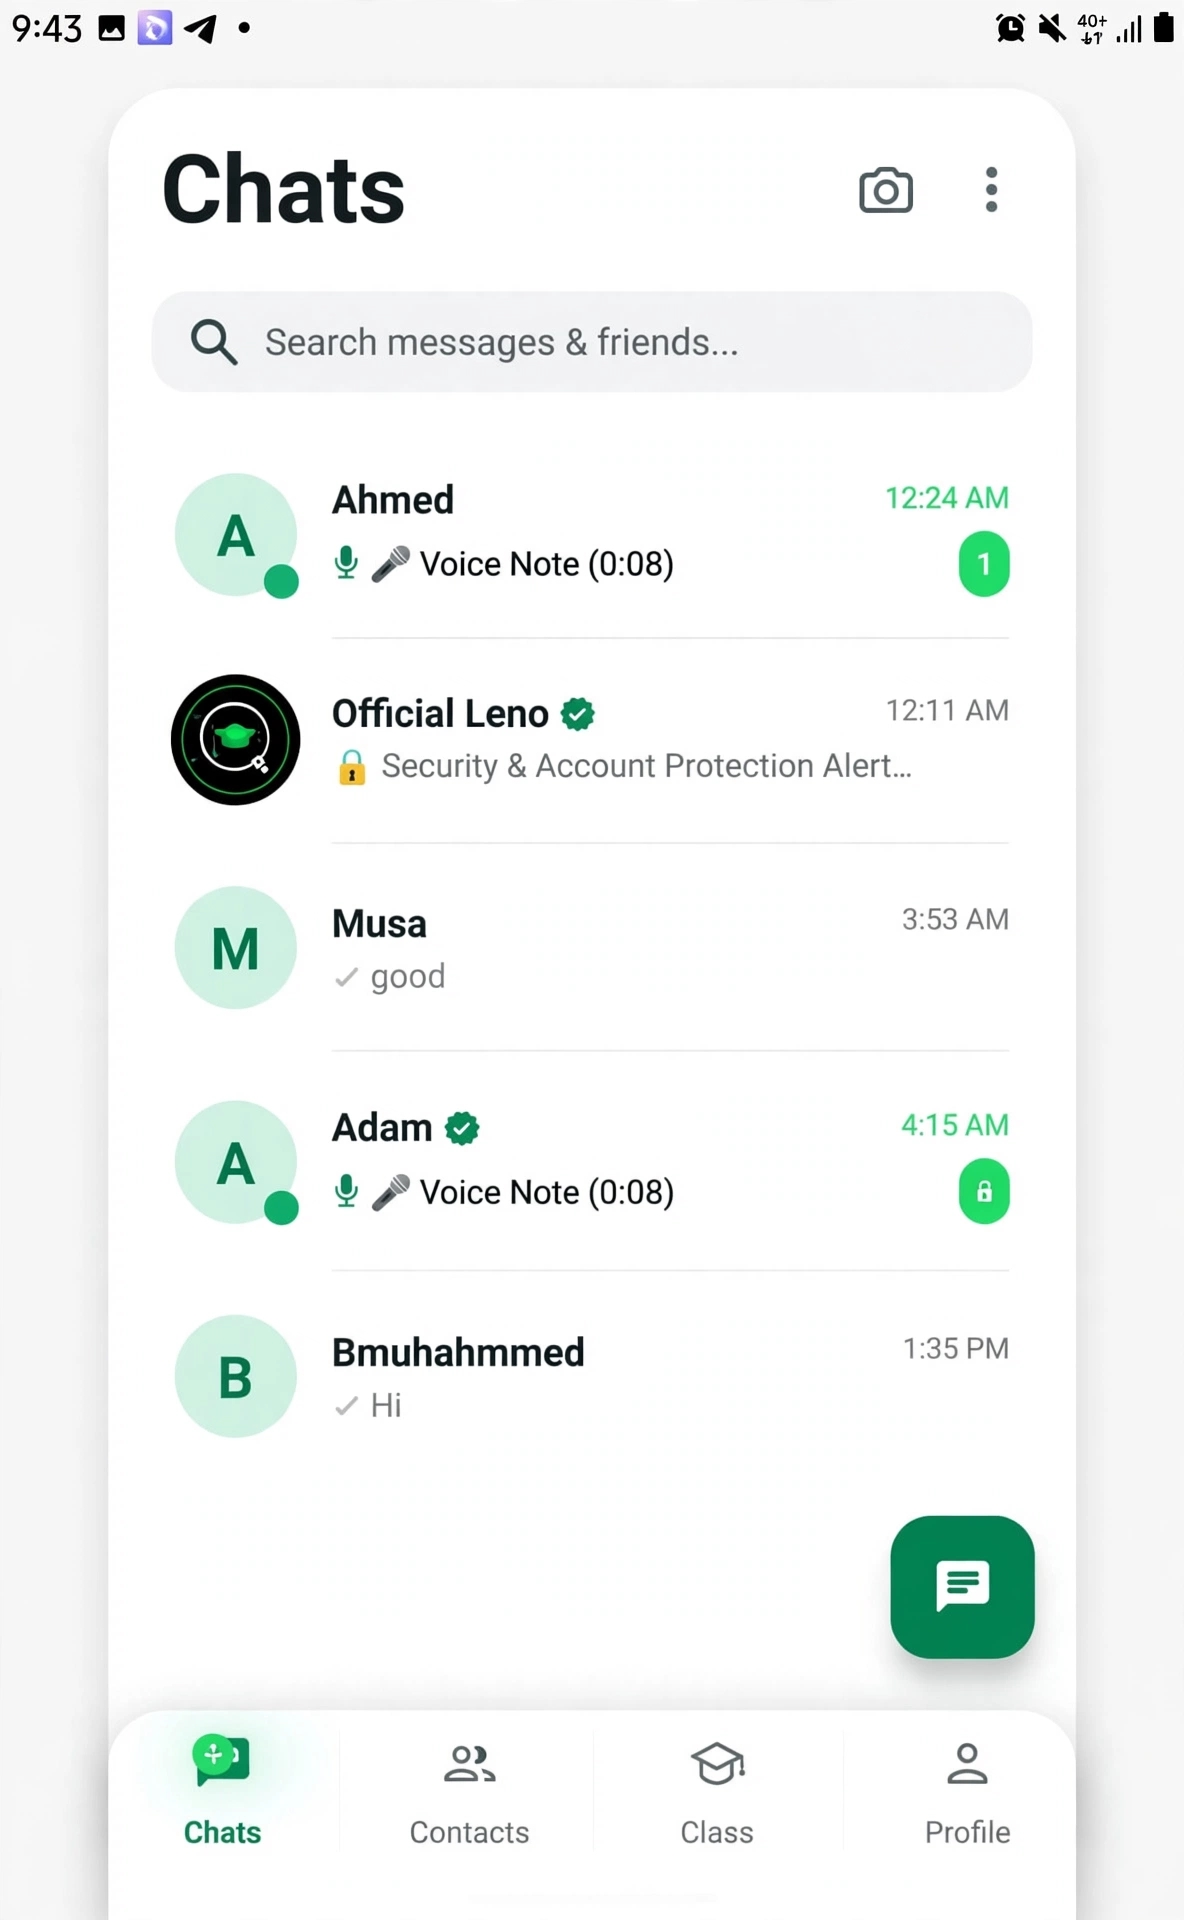 9:43
40+
Chats
Search messages & friends...
Ahmed
12:24 AM
Voice Note (0:08)
1
Official Leno
12:11 AM
Security & Account Protection Alert...
Musa
3:53 AM
good
Adam
4:15 AM
Voice Note (0:08)
Bmuhahmmed
1:35 PM
Hi
Chats
Contacts
Class
Profile